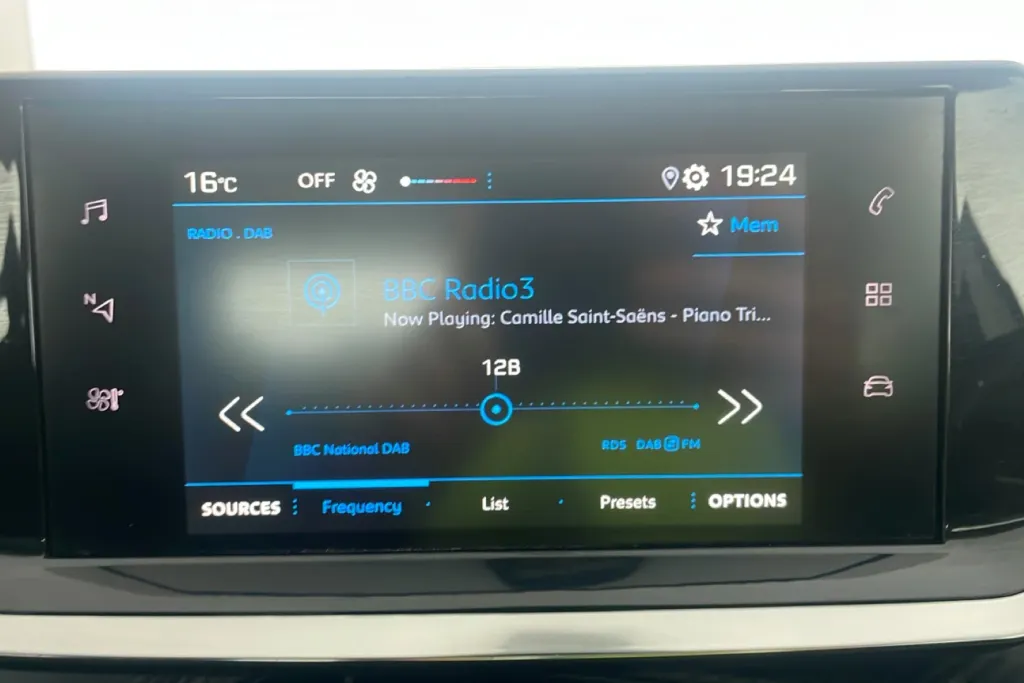 16°C OFF 19:24
RADIO . DAB
Mem
BBC Radio3
Now Playing: Camille Saint-Saëns - Piano Tri...
N
12B
BBC National DAB RDS DAB FM
SOURCES Frequency List Presets OPTIONS